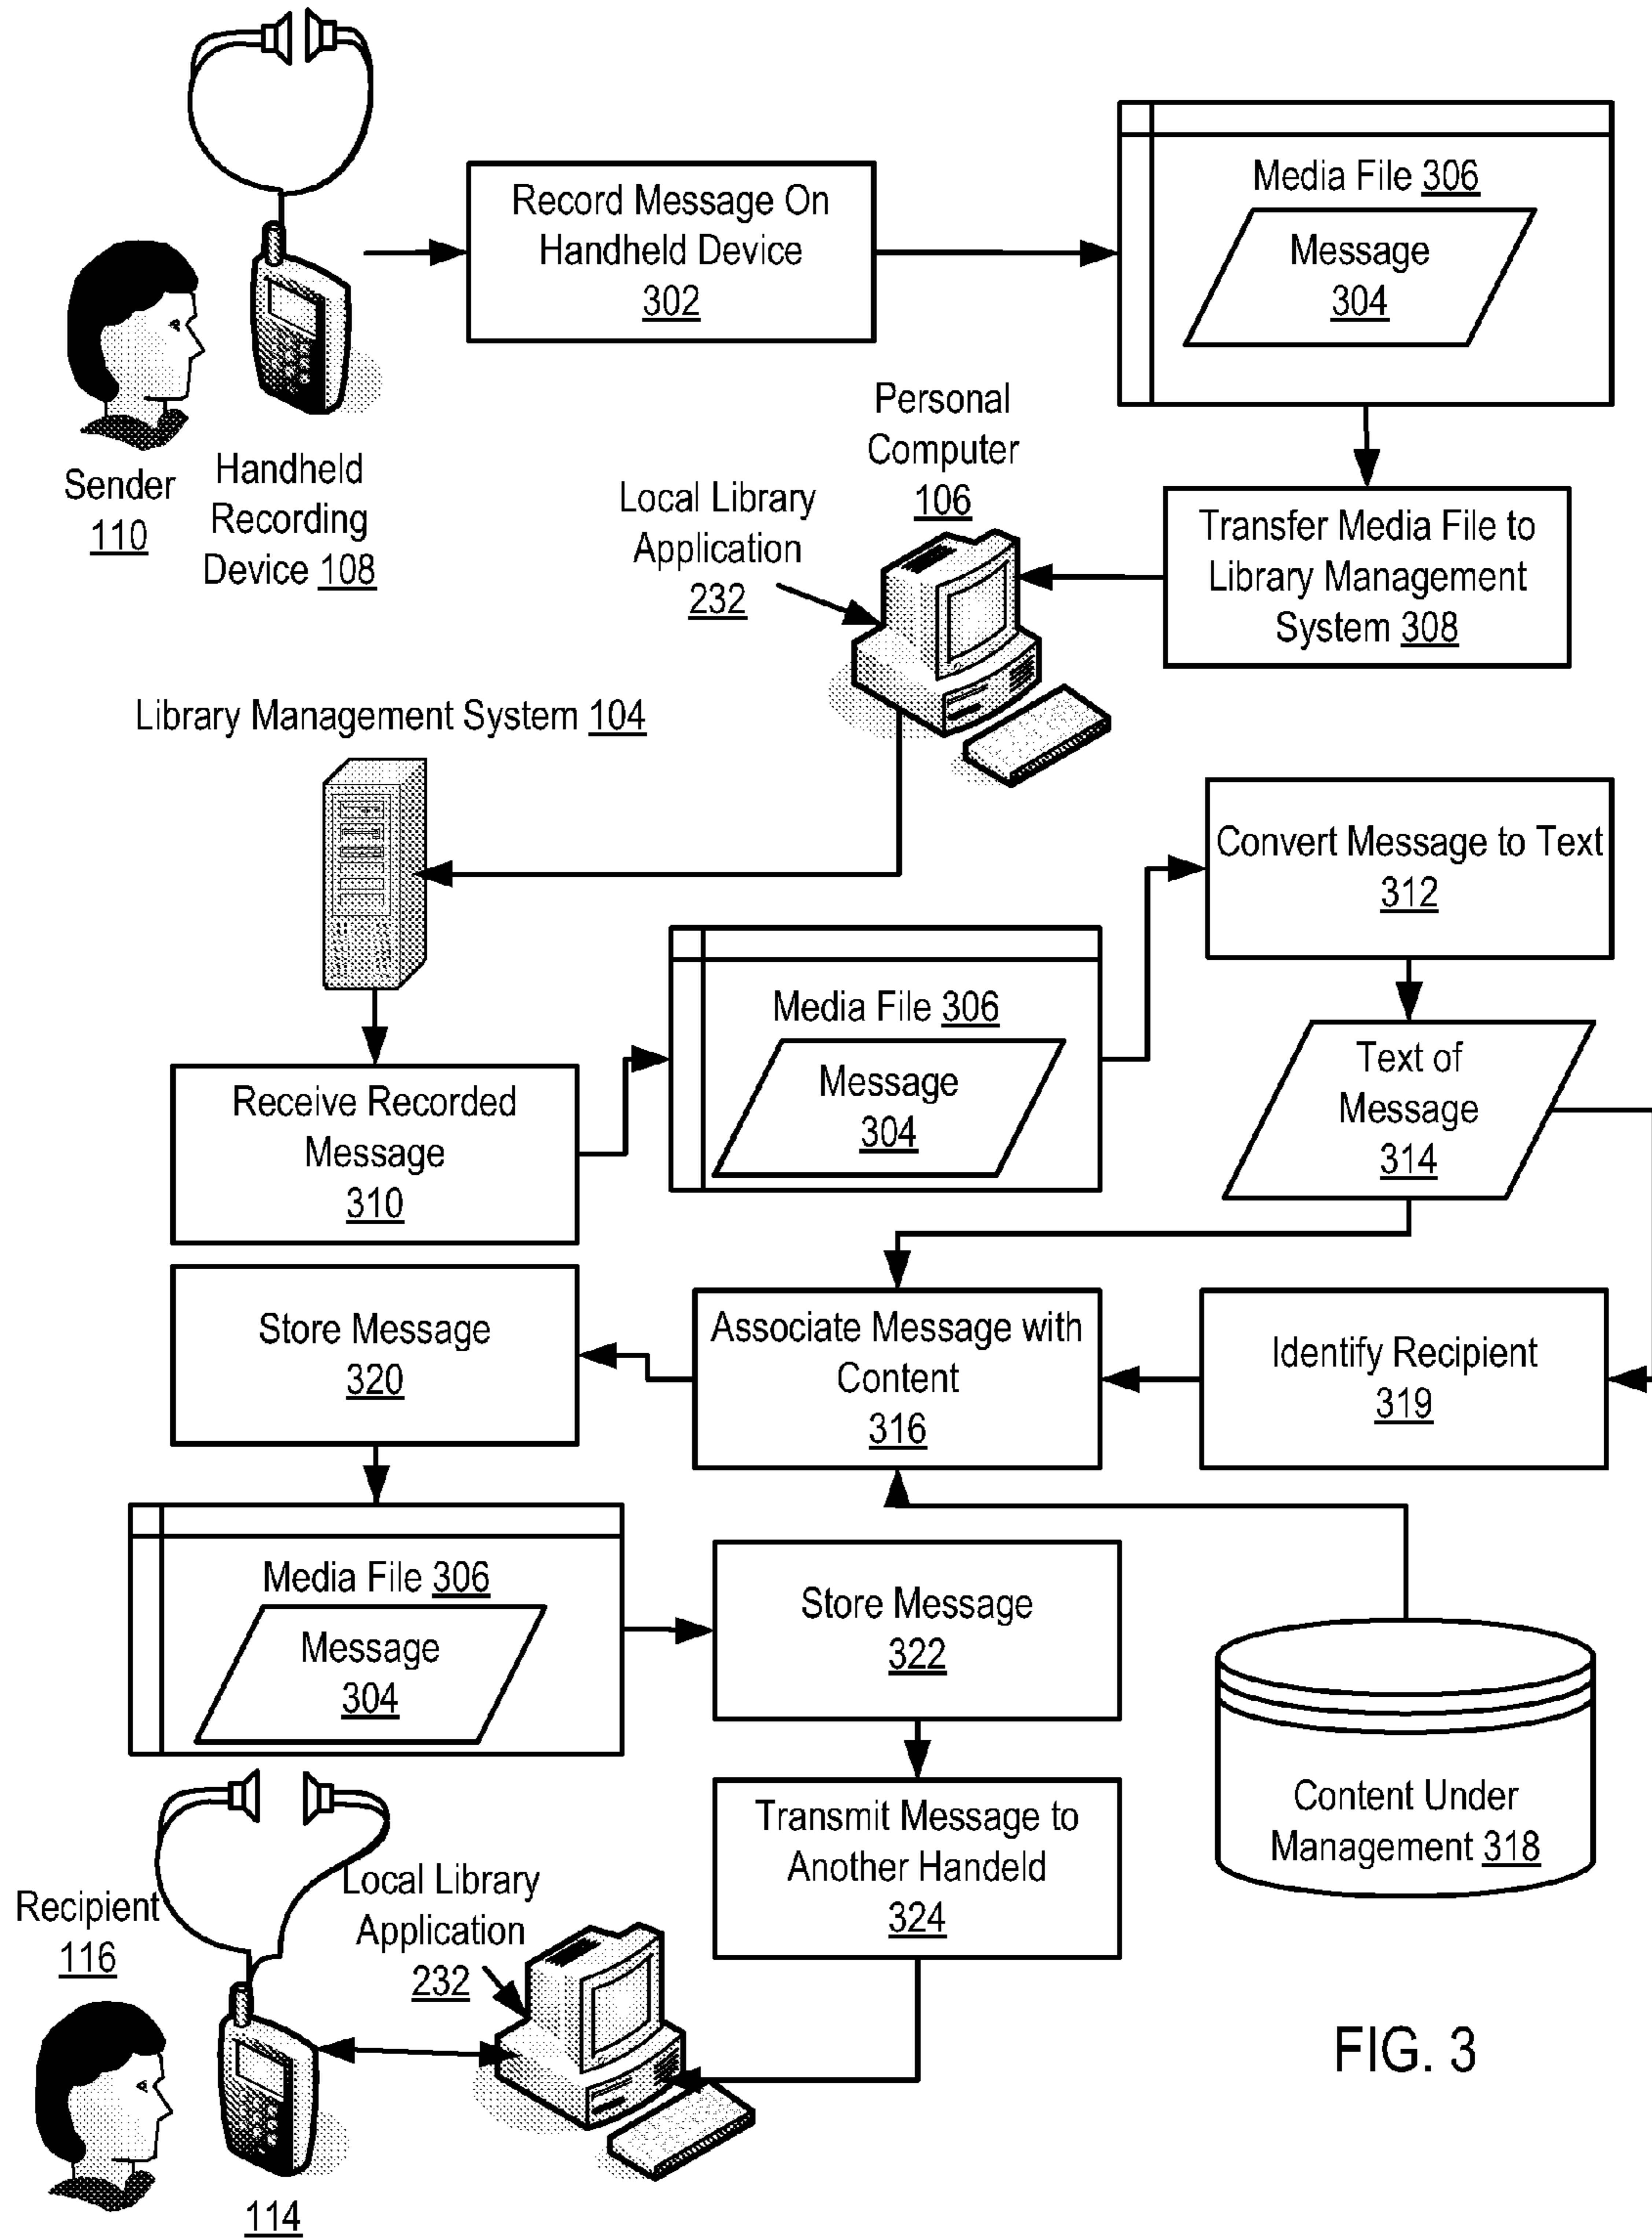 Record Message On
Handheld Device
302
Media File 306
Message
304
Sender
110
Handheld
Recording
Device 108
Personal
Computer
106
Local Library
Application
232
Transfer Media File to
Library Management
System 308
Library Management System 104
Convert Message to Text
312
Media File 306
Message
304
Text of
Message
314
Receive Recorded
Message
310
Store Message
320
Associate Message with
Content
316
Identify Recipient
319
Media File 306
Message
304
Store Message
322
Content Under
Management 318
Transmit Message to
Another Handeld
324
Recipient
116
Local Library
Application
232
114
FIG. 3